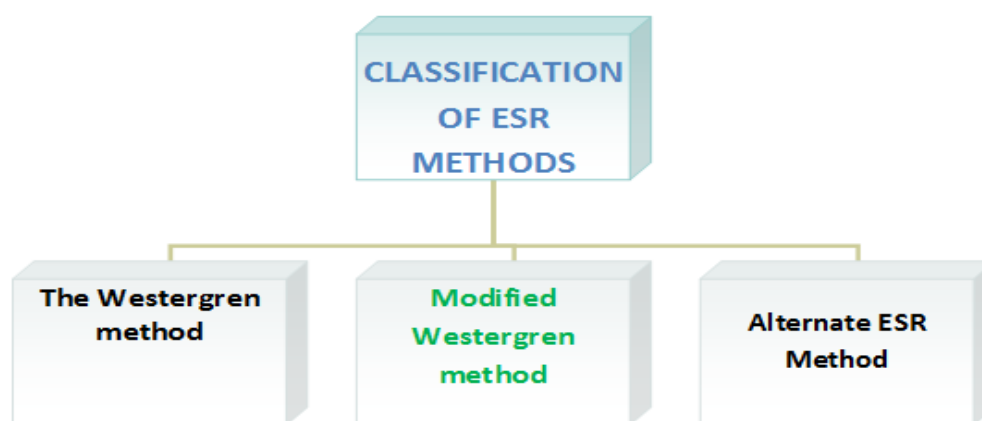 CLASSIFICATION
OF ESR
METHODS
The Westergren
method
Modified
Westergren
method
Alternate ESR
Method